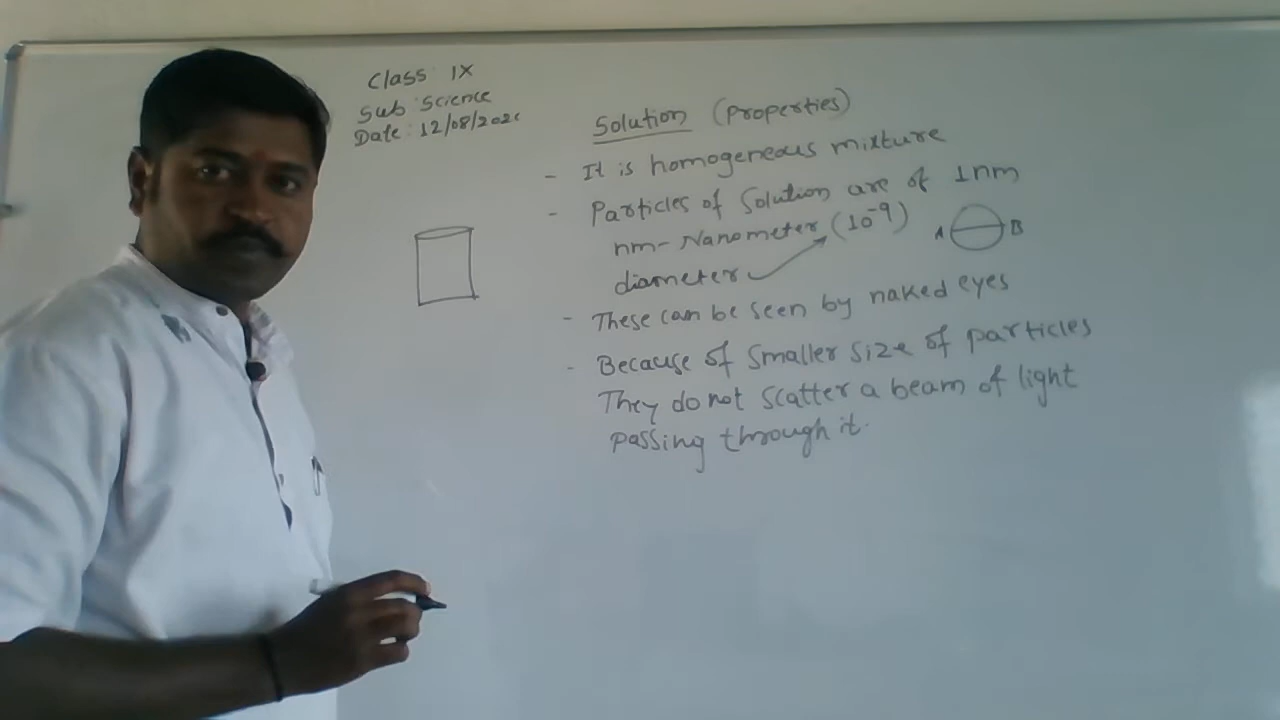 Class: IX
Sub: Science
Date: 12/08/202
Solution (Properties)
- It is homogeneous mixture
- Particles of Solution are of 1nm
nm- Nanometer (10-9)
A B
diameter
- These can be seen by naked eyes
- Because of smaller size of particles
They do not scatter a beam of light
passing through it.